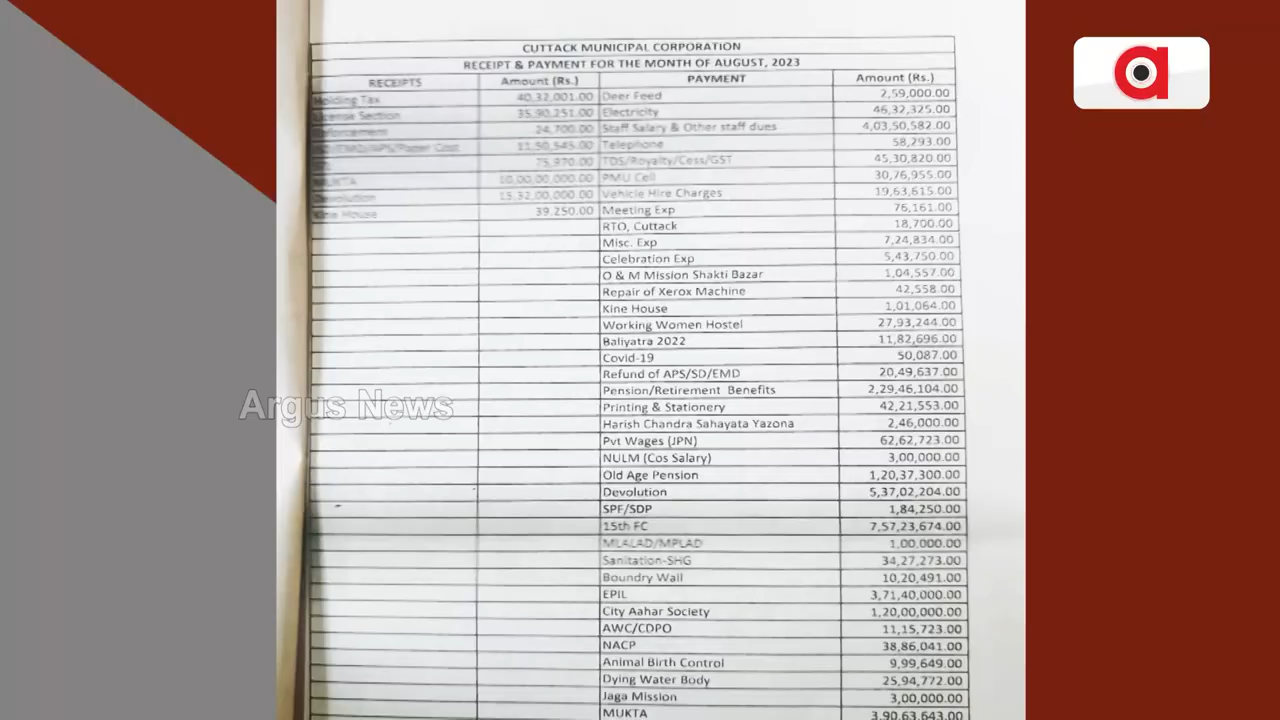 CUTTACK MUNICIPAL CORPORATION
RECEIPT & PAYMENT FOR THE MONTH OF AUGUST, 2023
RECEIPTS Amount (Rs.) PAYMENT Amount (Rs.)
Holding Tax 40,32,001.00 Deer Feed 2,59,000.00
License Section 35,90,251.00 Electricity 46,32,325.00
Enforcement 24,700.00 Staff Salary & Other staff dues 4,03,50,582.00
/EMD/APS/Paper Cost 11,50,545.00 Telephone 58,293.00
75,970.00 TDS/Royalty/Cess/GST 45,30,820.00
10,00,00,000.00 PMU Cell 30,76,955.00
Devolution 15,32,00,000.00 Vehicle Hire Charges 19,63,615.00
Kine House 39,250.00 Meeting Exp 76,161.00
RTO, Cuttack 18,700.00
Misc. Exp 7,24,834.00
Celebration Exp 5,43,750.00
O & M Mission Shakti Bazar 1,04,557.00
Repair of Xerox Machine 42,558.00
Kine House 1,01,064.00
Working Women Hostel 27,93,244.00
Baliyatra 2022 11,82,696.00
Covid-19 50,087.00
Refund of APS/SD/EMD 20,49,637.00
Pension/Retirement Benefits 2,29,46,104.00
Printing & Stationery 42,21,553.00
Harish Chandra Sahayata Yazona 2,46,000.00
Pvt Wages (JPN) 62,62,723.00
NULM (Cos Salary) 3,00,000.00
Old Age Pension 1,20,37,300.00
Devolution 5,37,02,204.00
SPF/SDP 1,84,250.00
15th FC 7,57,23,674.00
MLALAD/MPLAD 1,00,000.00
Sanitation-SHG 34,27,273.00
Boundry Wall 10,20,491.00
EPIL 3,71,40,000.00
City Aahar Society 1,20,00,000.00
AWC/CDPO 11,15,723.00
NACP 38,86,041.00
Animal Birth Control 9,99,649.00
Dying Water Body 25,94,772.00
Jaga Mission 3,00,000.00
MUKTA 3,90,63,643.00
Argus News
a